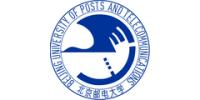 BEIJING UNIVERSITY OF POSTS AND TELECOMMUNICATIONS
北京邮电大学